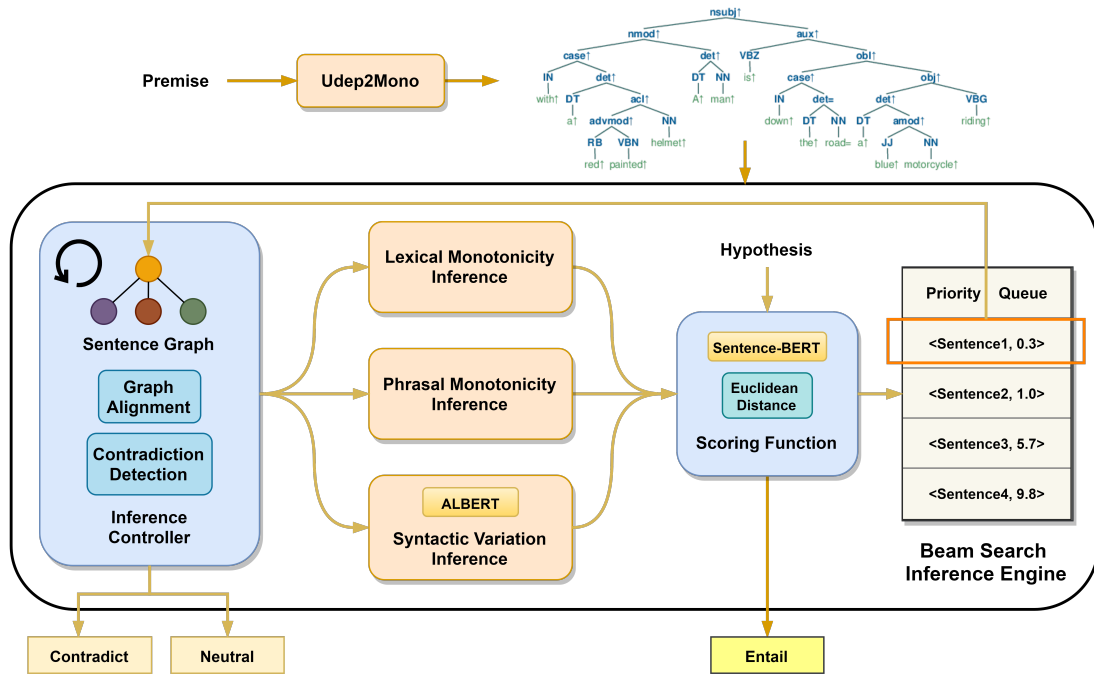 Premise
Udep2Mono
nsubj↑
nmod↑ aux↑
case↑ det↑ VBZ obl↑
IN det↑ DT NN is↑ case↑ obj↑
with↑ DT acl↑ A↑ man↑ IN det= det↑ VBG
a↑ advmod↑ NN down↑ DT NN DT amod↑ riding↑
RB VBN helmet↑ the↑ road= a↑ JJ NN
red↑ painted↑ blue↑ motorcycle↑
Sentence Graph
Graph
Alignment
Contradiction
Detection
Inference
Controller
Lexical Monotonicity
Inference
Phrasal Monotonicity
Inference
ALBERT
Syntactic Variation
Inference
Hypothesis
Sentence-BERT
Euclidean
Distance
Scoring Function
Priority Queue
<Sentence1, 0.3>
<Sentence2, 1.0>
<Sentence3, 5.7>
<Sentence4, 9.8>
Beam Search
Inference Engine
Contradict
Neutral
Entail